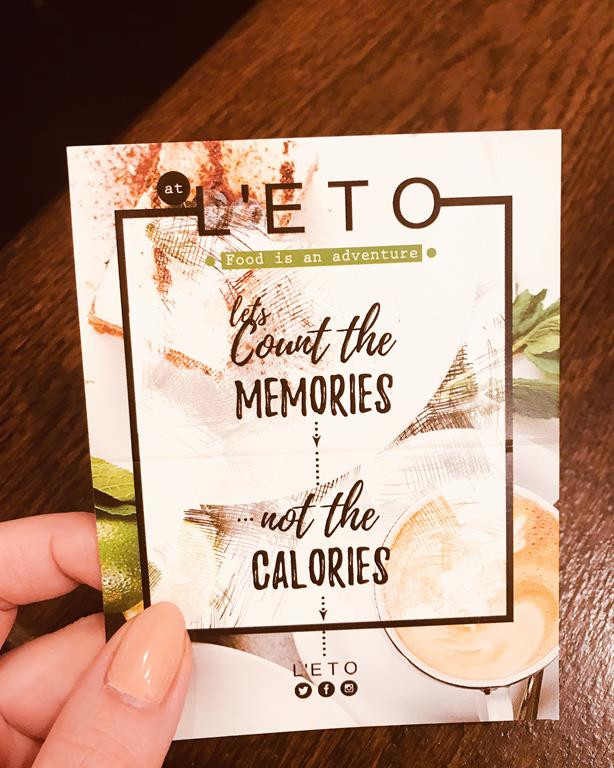 at
L'ETO
Food is an adventure
lets
Count the
MEMORIES
...not the
CALORIES
L'ETO